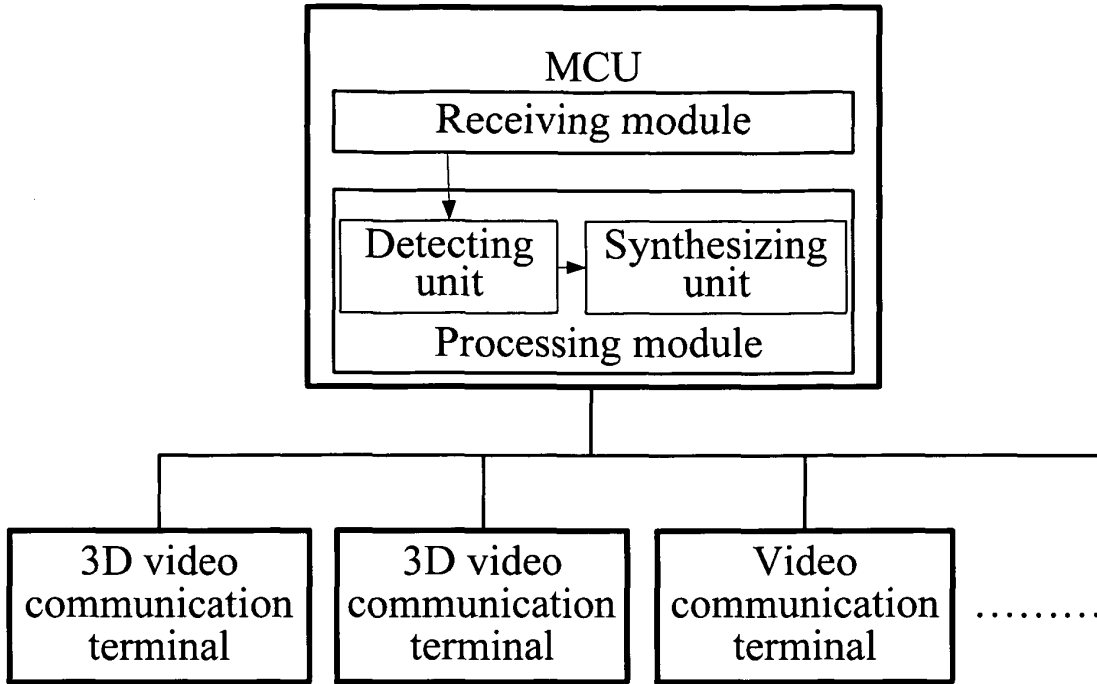 MCU
Receiving module
Detecting
unit
Synthesizing
unit
Processing module
3D video
communication
terminal
3D video
communication
terminal
Video
communication
terminal
.........